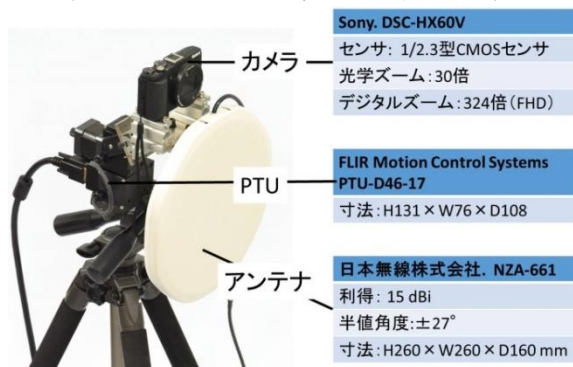 カメラ
PTU
アンテナ
Sony. DSC-HX60V
センサ: 1/2.3型CMOSセンサ
光学ズーム:30倍
デジタルズーム:324倍(FHD)
FLIR Motion Control Systems
PTU-D46-17
寸法:H131×W76×D108
日本無線株式会社. NZA-661
利得: 15 dBi
半値角度:±27°
寸法:H260×W260×D160 mm